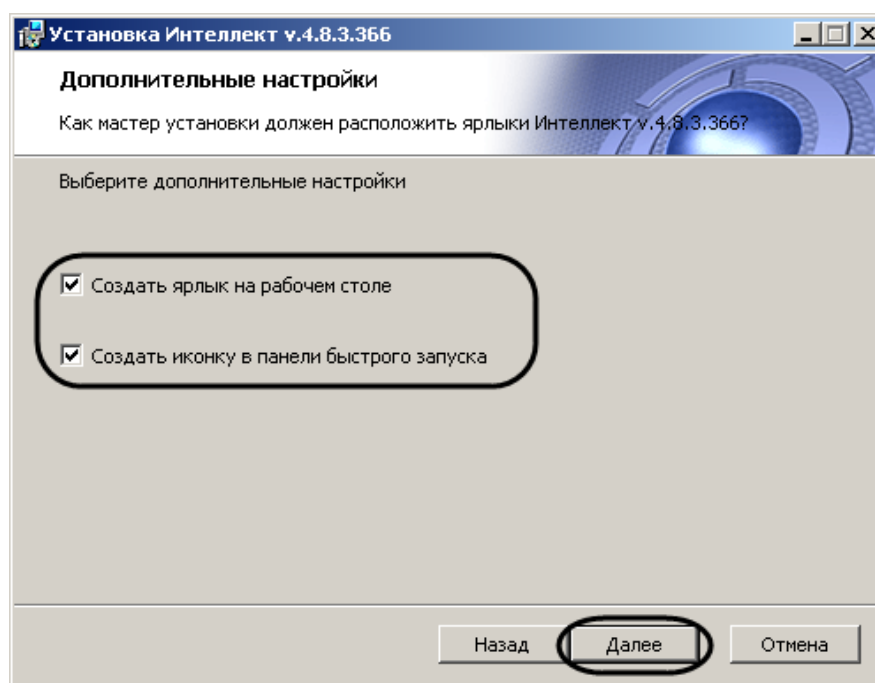 Установка Интеллект v.4.8.3.366
Дополнительные настройки
Как мастер установки должен расположить ярлыки Интеллект v.4.8.3.366?
Выберите дополнительные настройки
Создать ярлык на рабочем столе
Создать иконку в панели быстрого запуска
Назад Далее Отмена